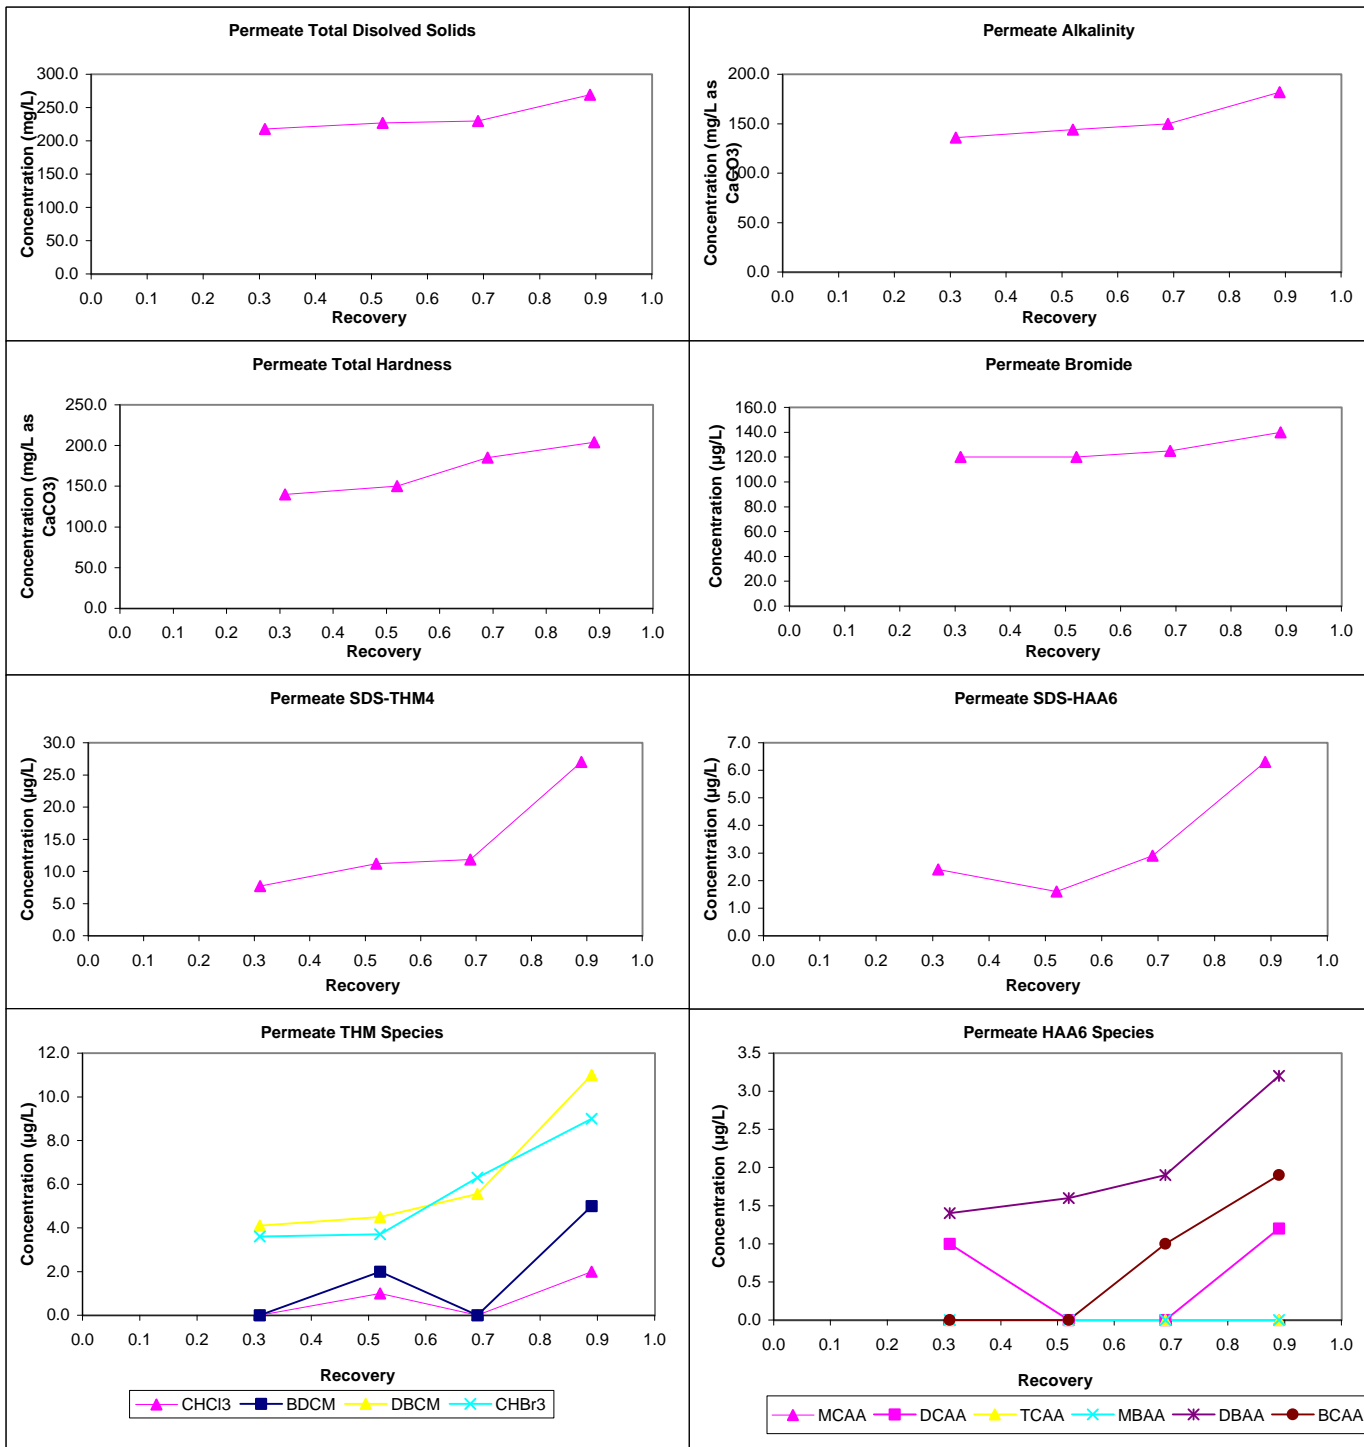 Permeate Total Disolved Solids
Concentration (mg/L)
300.0
250.0
200.0
150.0
100.0
50.0
0.0
0.0 0.1 0.2 0.3 0.4 0.5 0.6 0.7 0.8 0.9 1.0
Recovery
Permeate Alkalinity
Concentration (mg/L as
CaCO3)
200.0
150.0
100.0
50.0
0.0
0.0 0.1 0.2 0.3 0.4 0.5 0.6 0.7 0.8 0.9 1.0
Recovery
Permeate Total Hardness
Concentration (mg/L as
CaCO3)
250.0
200.0
150.0
100.0
50.0
0.0
0.0 0.1 0.2 0.3 0.4 0.5 0.6 0.7 0.8 0.9 1.0
Recovery
Permeate Bromide
Concentration (µg/L)
160.0
140.0
120.0
100.0
80.0
60.0
40.0
20.0
0.0
0.0 0.1 0.2 0.3 0.4 0.5 0.6 0.7 0.8 0.9 1.0
Recovery
Permeate SDS-THM4
Concentration (µg/L)
30.0
25.0
20.0
15.0
10.0
5.0
0.0
0.0 0.1 0.2 0.3 0.4 0.5 0.6 0.7 0.8 0.9 1.0
Recovery
Permeate SDS-HAA6
Concentration (µg/L)
7.0
6.0
5.0
4.0
3.0
2.0
1.0
0.0
0.0 0.1 0.2 0.3 0.4 0.5 0.6 0.7 0.8 0.9 1.0
Recovery
Permeate THM Species
Concentration (µg/L)
12.0
10.0
8.0
6.0
4.0
2.0
0.0
0.0 0.1 0.2 0.3 0.4 0.5 0.6 0.7 0.8 0.9 1.0
Recovery
CHCl3 BDCM DBCM CHBr3
Permeate HAA6 Species
Concentration (µg/L)
3.5
3.0
2.5
2.0
1.5
1.0
0.5
0.0
0.0 0.1 0.2 0.3 0.4 0.5 0.6 0.7 0.8 0.9 1.0
Recovery
MCAA DCAA TCAA MBAA DBAA BCAA